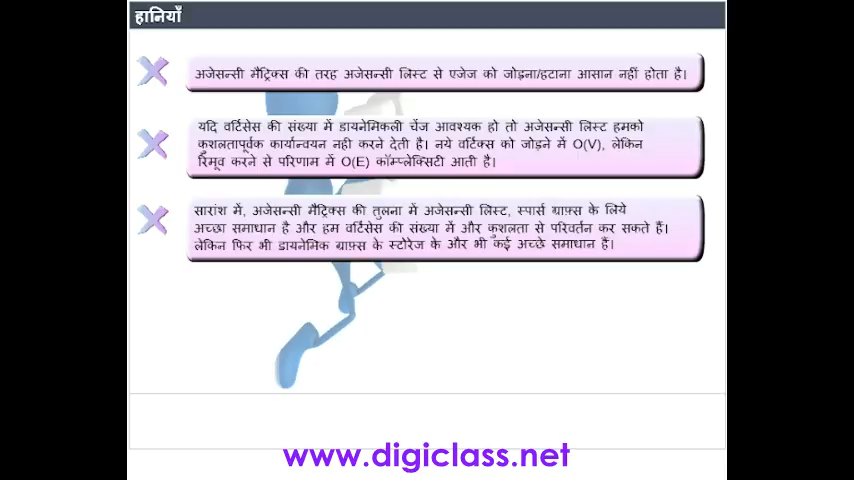 हानियाँ
अजेसन्सी मैट्रिक्स की तरह अजेसन्सी लिस्ट से एजेज को जोड़ना/हटाना आसान नहीं होता है।
यदि वर्टिसेस की संख्या में डायनेमिकली चेंज आवश्यक हो तो अजेसन्सी लिस्ट हमको
कुशलतापूर्वक कार्यान्वयन नही करने देती है। नये वर्टिक्स को जोड़ने में O(V), लेकिन
रिमूव करने से परिणाम में O(E) कॉम्प्लेक्सिटी आती है।
सारांश में, अजेसन्सी मैट्रिक्स की तुलना में अजेसन्सी लिस्ट, स्पार्स ग्राफ़्स के लिये
अच्छा समाधान है और हम वर्टिसेस की संख्या में और कुशलता से परिवर्तन कर सकते हैं।
लेकिन फिर भी डायनेमिक ग्राफ़्स के स्टोरेज के और भी कई अच्छे समाधान हैं।
www.digiclass.net